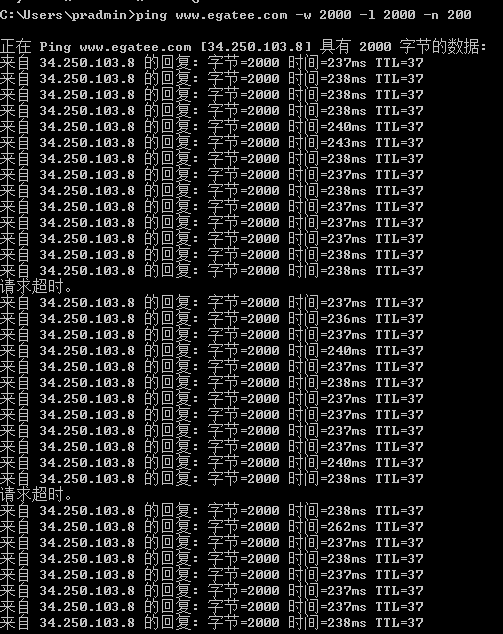 C:\Users\pradmin>ping www.egatee.com -w 2000 -l 2000 -n 200
正在 Ping www.egatee.com [34.250.103.8] 具有 2000 字节的数据:
来自 34.250.103.8 的回复: 字节=2000 时间=237ms TTL=37
来自 34.250.103.8 的回复: 字节=2000 时间=238ms TTL=37
来自 34.250.103.8 的回复: 字节=2000 时间=238ms TTL=37
来自 34.250.103.8 的回复: 字节=2000 时间=238ms TTL=37
来自 34.250.103.8 的回复: 字节=2000 时间=240ms TTL=37
来自 34.250.103.8 的回复: 字节=2000 时间=243ms TTL=37
来自 34.250.103.8 的回复: 字节=2000 时间=238ms TTL=37
来自 34.250.103.8 的回复: 字节=2000 时间=237ms TTL=37
来自 34.250.103.8 的回复: 字节=2000 时间=238ms TTL=37
来自 34.250.103.8 的回复: 字节=2000 时间=237ms TTL=37
来自 34.250.103.8 的回复: 字节=2000 时间=237ms TTL=37
来自 34.250.103.8 的回复: 字节=2000 时间=237ms TTL=37
来自 34.250.103.8 的回复: 字节=2000 时间=238ms TTL=37
来自 34.250.103.8 的回复: 字节=2000 时间=238ms TTL=37
请求超时。
来自 34.250.103.8 的回复: 字节=2000 时间=237ms TTL=37
来自 34.250.103.8 的回复: 字节=2000 时间=236ms TTL=37
来自 34.250.103.8 的回复: 字节=2000 时间=237ms TTL=37
来自 34.250.103.8 的回复: 字节=2000 时间=240ms TTL=37
来自 34.250.103.8 的回复: 字节=2000 时间=237ms TTL=37
来自 34.250.103.8 的回复: 字节=2000 时间=238ms TTL=37
来自 34.250.103.8 的回复: 字节=2000 时间=237ms TTL=37
来自 34.250.103.8 的回复: 字节=2000 时间=237ms TTL=37
来自 34.250.103.8 的回复: 字节=2000 时间=237ms TTL=37
来自 34.250.103.8 的回复: 字节=2000 时间=237ms TTL=37
来自 34.250.103.8 的回复: 字节=2000 时间=240ms TTL=37
来自 34.250.103.8 的回复: 字节=2000 时间=238ms TTL=37
请求超时。
来自 34.250.103.8 的回复: 字节=2000 时间=238ms TTL=37
来自 34.250.103.8 的回复: 字节=2000 时间=262ms TTL=37
来自 34.250.103.8 的回复: 字节=2000 时间=237ms TTL=37
来自 34.250.103.8 的回复: 字节=2000 时间=238ms TTL=37
来自 34.250.103.8 的回复: 字节=2000 时间=237ms TTL=37
来自 34.250.103.8 的回复: 字节=2000 时间=237ms TTL=37
来自 34.250.103.8 的回复: 字节=2000 时间=237ms TTL=37
来自 34.250.103.8 的回复: 字节=2000 时间=238ms TTL=37